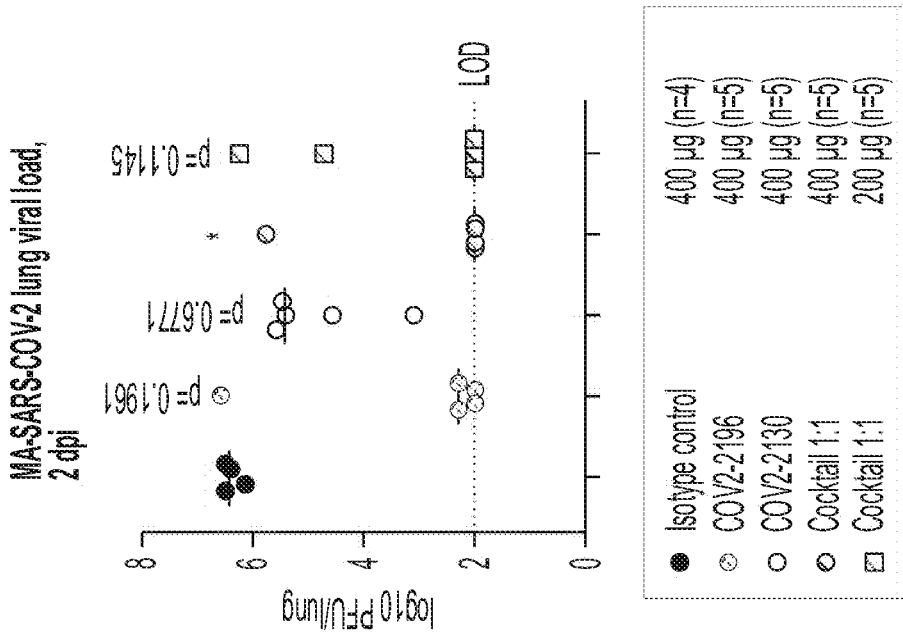 MA-SARS-COV-2 lung viral load,
2 dpi
p=0.1961
p=0.6771
*
p=0.1145
log10 PFU/lung
8
6
4
2
0
LOD
Isotype control 400 µg (n=4)
COV2-2196 400 µg (n=5)
COV2-2130 400 µg (n=5)
Cocktail 1:1 400 µg (n=5)
Cocktail 1:1 200 µg (n=5)